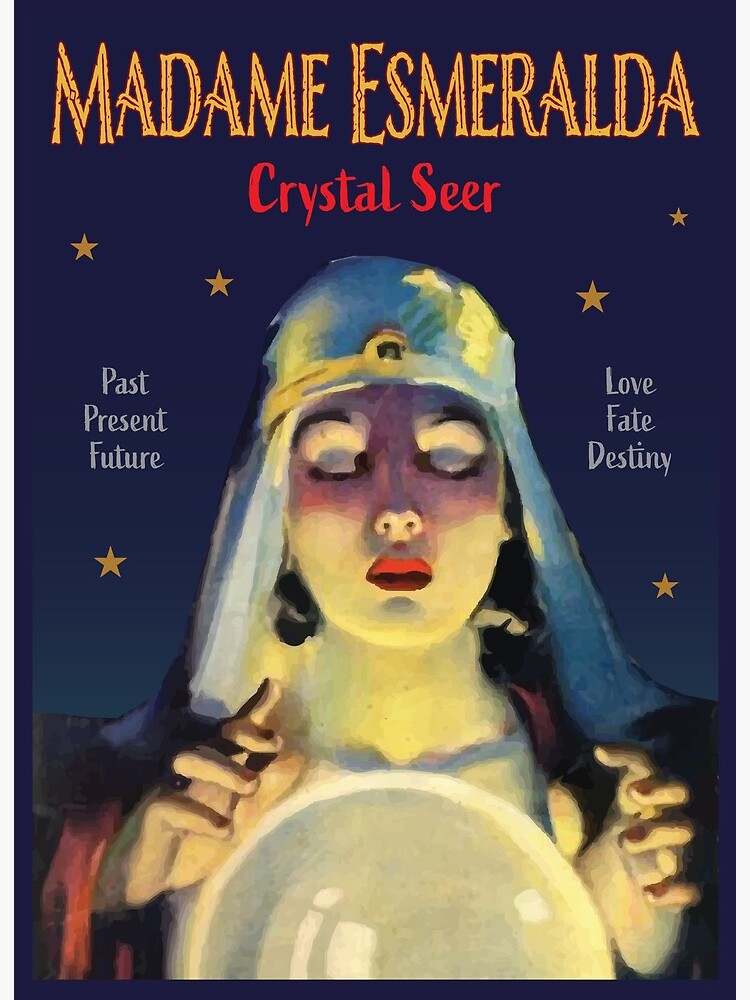 Madame Esmeralda
Crystal Seer
Past
Present
Future
Love
Fate
Destiny